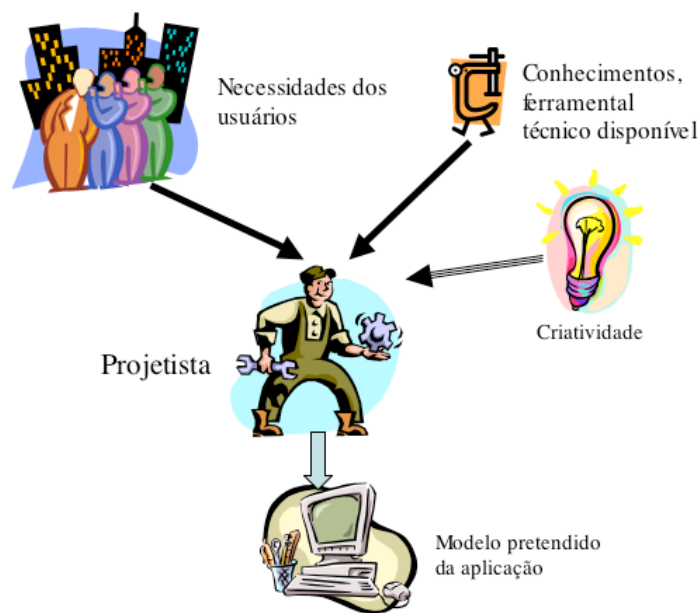 Necessidades dos
usuários
Conhecimentos,
ferramental
técnico disponível
Criatividade
Projetista
Modelo pretendido
da aplicação